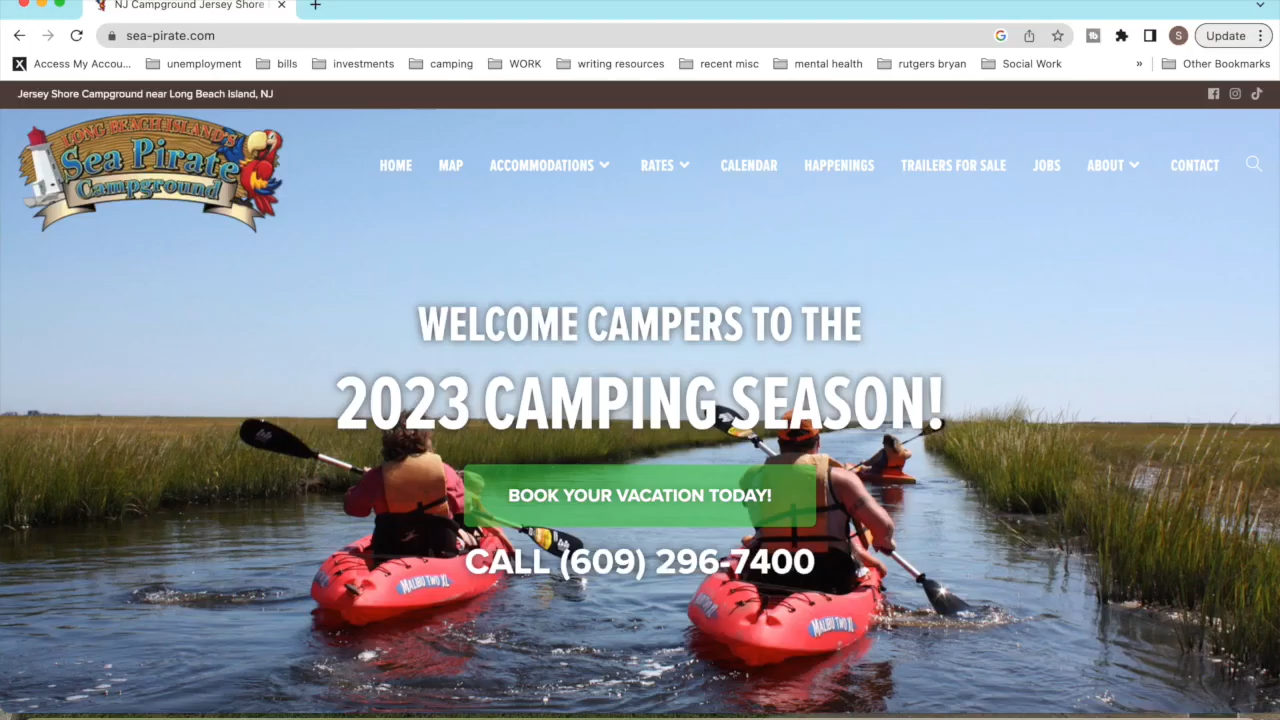 NJ Campground Jersey Shore
sea-pirate.com
S
Update
X
Access My Accou...
unemployment
bills
investments
camping
WORK
writing resources
recent misc
mental health
rutgers bryan
Social Work
»
Other Bookmarks
Jersey Shore Campground near Long Beach Island, NJ
LONG BEACH ISLAND'S
Sea Pirate
Campground
HOME
MAP
ACCOMMODATIONS
RATES
CALENDAR
HAPPENINGS
TRAILERS FOR SALE
JOBS
ABOUT
CONTACT
WELCOME CAMPERS TO THE
2023 CAMPING SEASON!
BOOK YOUR VACATION TODAY!
CALL (609) 296-7400
MALIBU TWO XL
MALIBU TWO XL